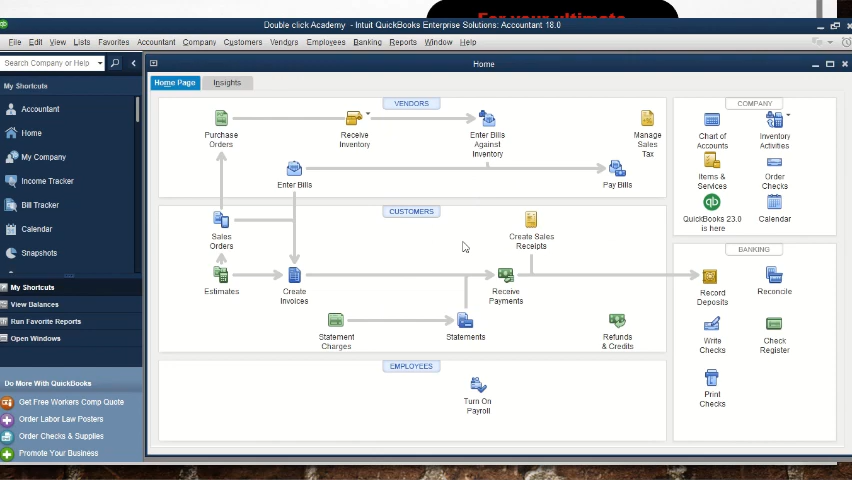 For your ultimate
Double click Academy - Intuit QuickBooks Enterprise Solutions: Accountant 18.0
File Edit View Lists Favorites Accountant Company Customers Vendors Employees Banking Reports Window Help
Search Company or Help
Home
My Shortcuts
Accountant
Home
My Company
Income Tracker
Bill Tracker
Calendar
Snapshots
My Shortcuts
View Balances
Run Favorite Reports
Open Windows
Do More With QuickBooks
Get Free Workers Comp Quote
Order Labor Law Posters
Order Checks & Supplies
Promote Your Business
Home Page
Insights
VENDORS
Purchase
Orders
Receive
Inventory
Enter Bills
Against
Inventory
Manage
Sales
Tax
Enter Bills
Pay Bills
CUSTOMERS
Sales
Orders
Create Sales
Receipts
Estimates
Create
Invoices
Receive
Payments
Statement
Charges
Statements
Refunds
& Credits
EMPLOYEES
Turn On
Payroll
COMPANY
Chart of
Accounts
Inventory
Activities
Items &
Services
Order
Checks
qb
QuickBooks 23.0
is here
Calendar
BANKING
Record
Deposits
Reconcile
Write
Checks
Check
Register
Print
Checks